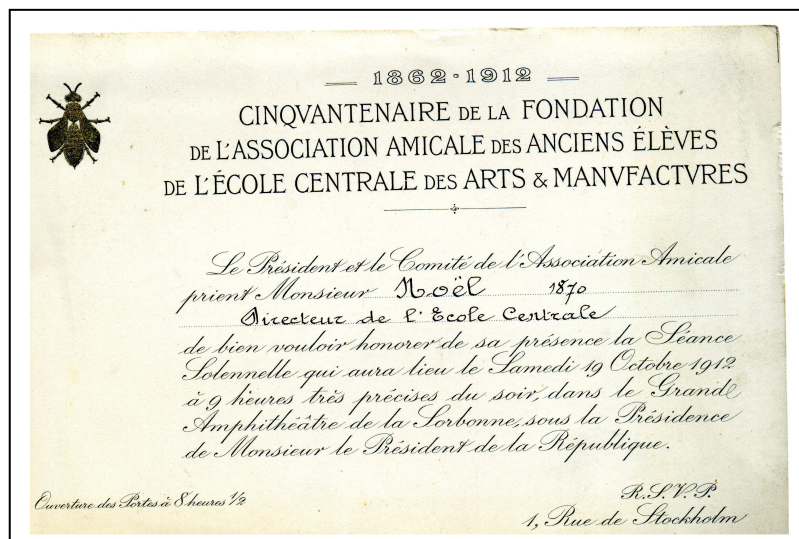 1862·1912
CINQVANTENAIRE DE LA FONDATION
DE L'ASSOCIATION AMICALE DES ANCIENS ÉLÈVES
DE L'ÉCOLE CENTRALE DES ARTS & MANVFACTVRES
Le Président et le Comité de l'Association Amicale
prient Monsieur Noël 1870
Directeur de l'Ecole Centrale
de bien vouloir honorer de sa présence la Séance
Solennelle qui aura lieu le Samedi 19 Octobre 1912
à 9 heures très précises du soir, dans le Grand
Amphithéâtre de la Sorbonne, sous la Présidence
de Monsieur le Président de la République.
Ouverture des Portes à 8 heures 1/2
R.S.V.P.
1, Rue de Stockholm